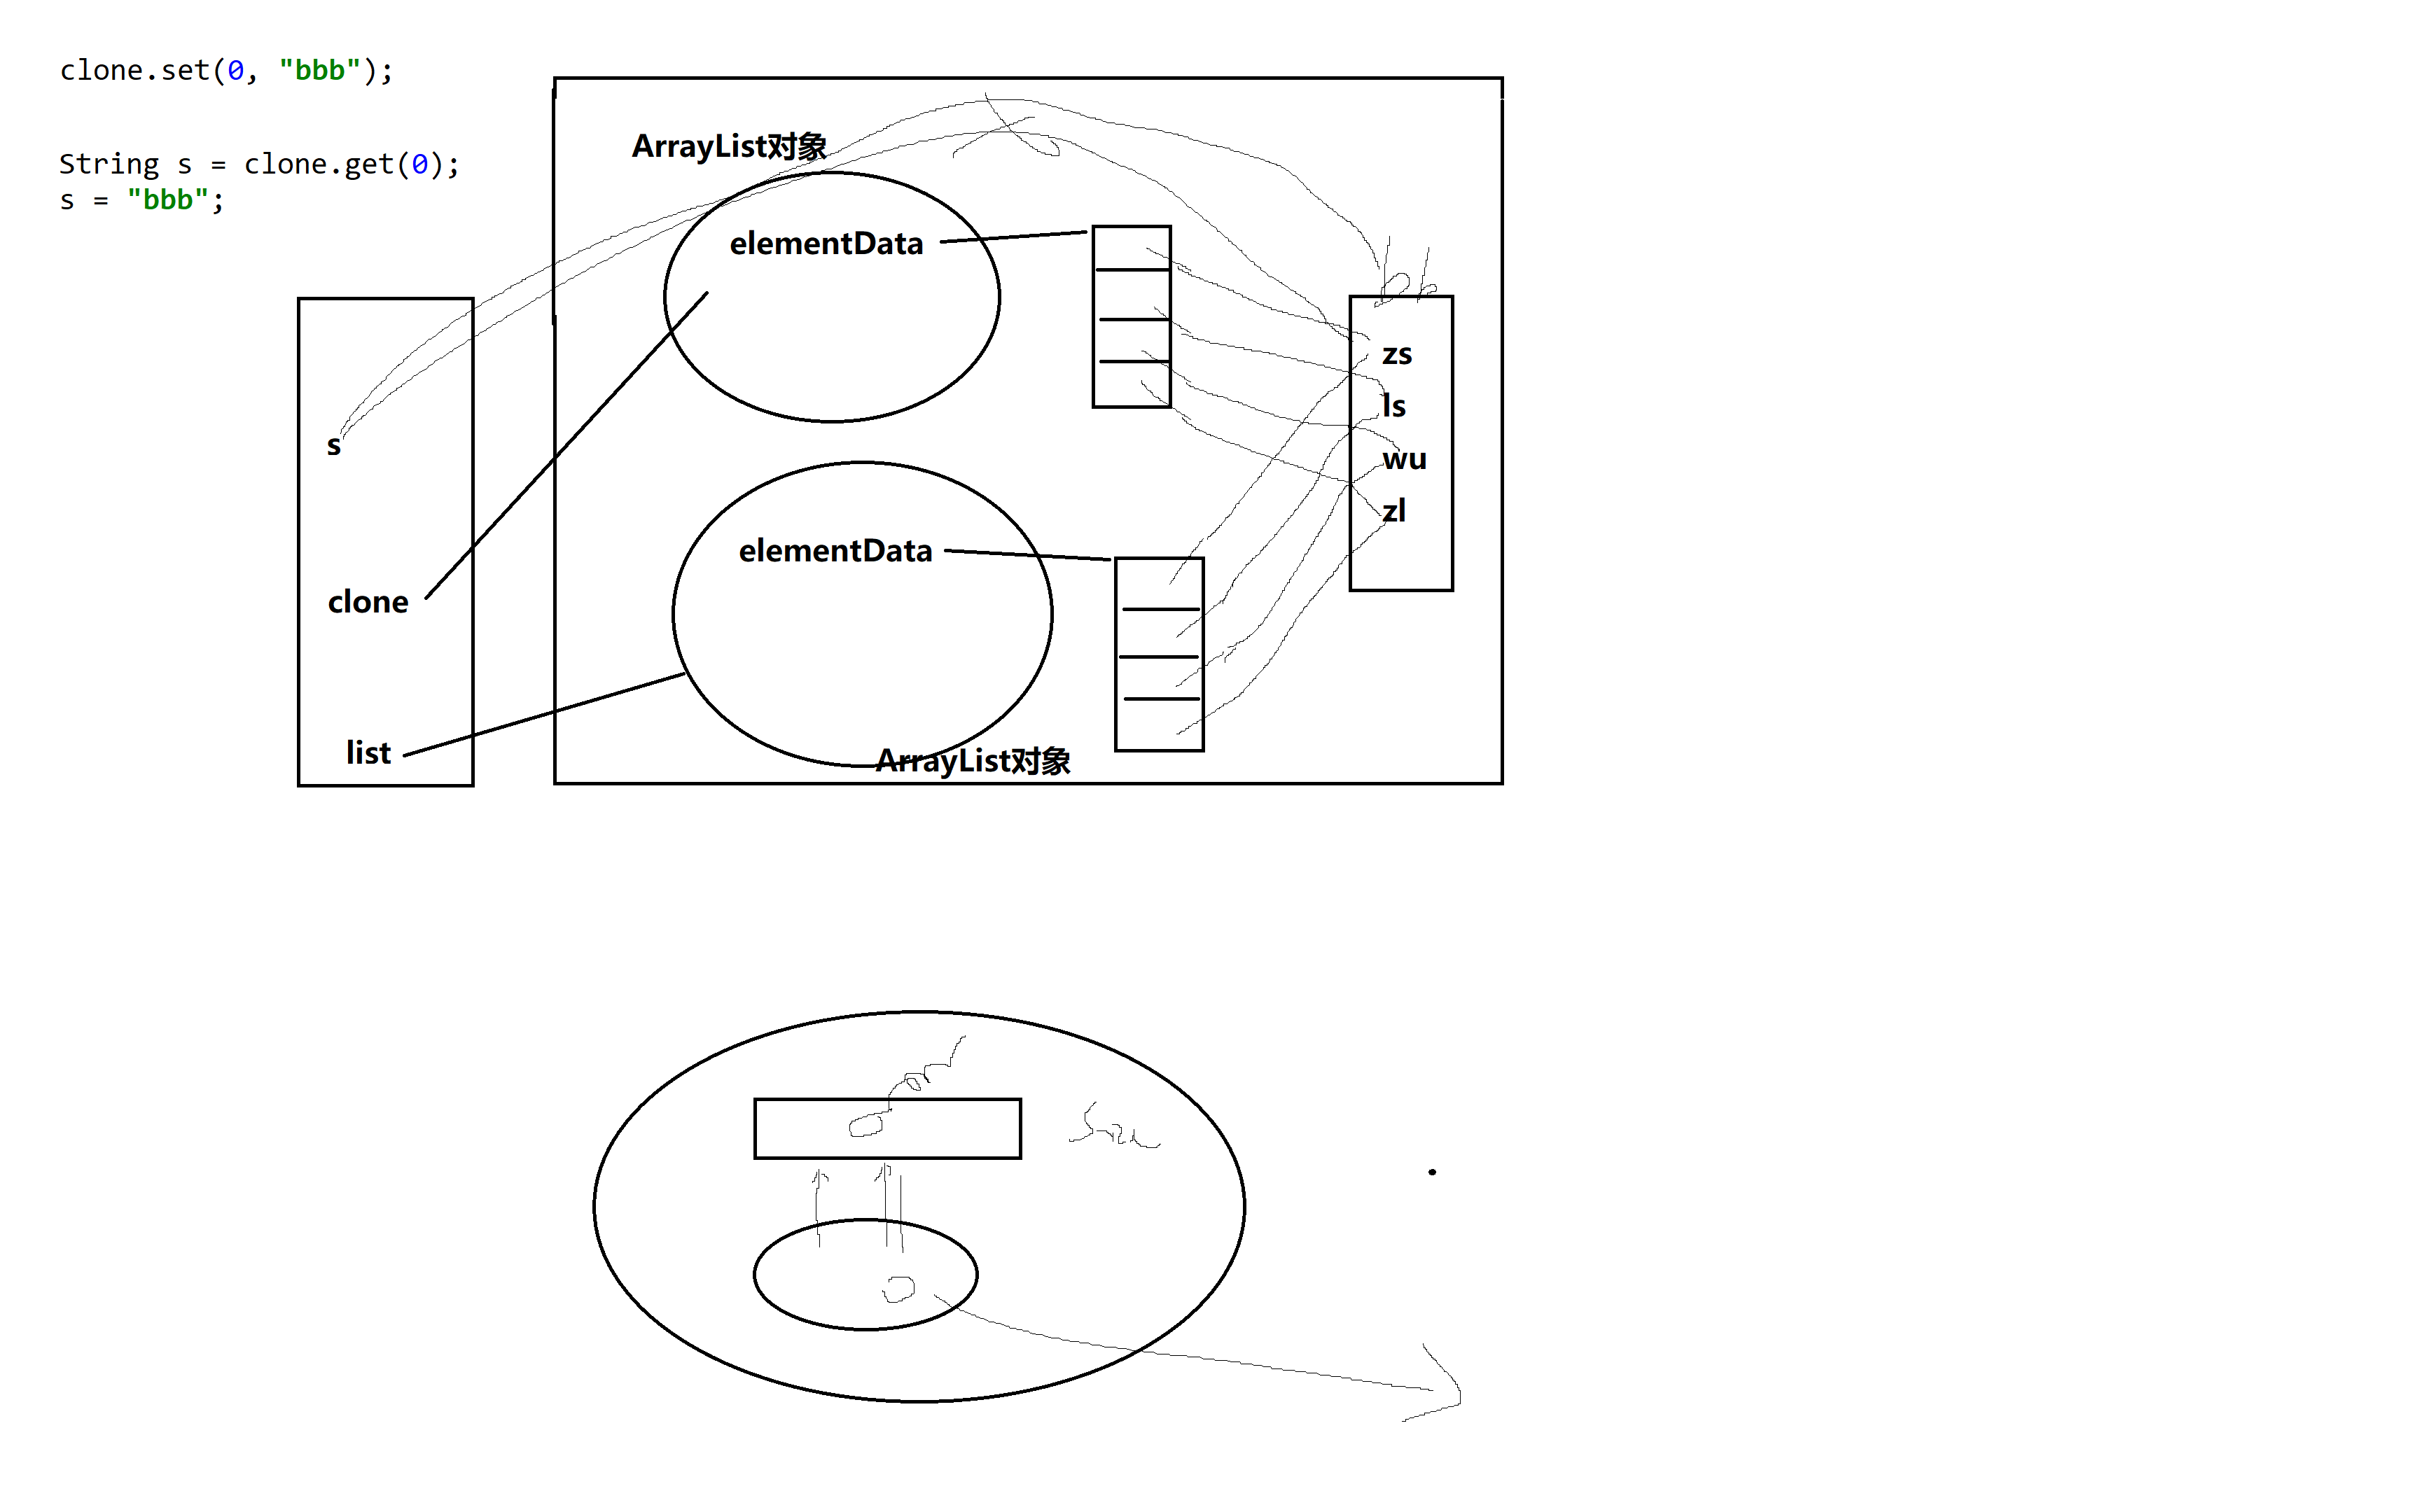 clone.set(0, "bbb");
String s = clone.get(0);
s = "bbb";
ArrayList对象
elementData
zs
ls
wu
zl
s
clone
elementData
list
ArrayList对象